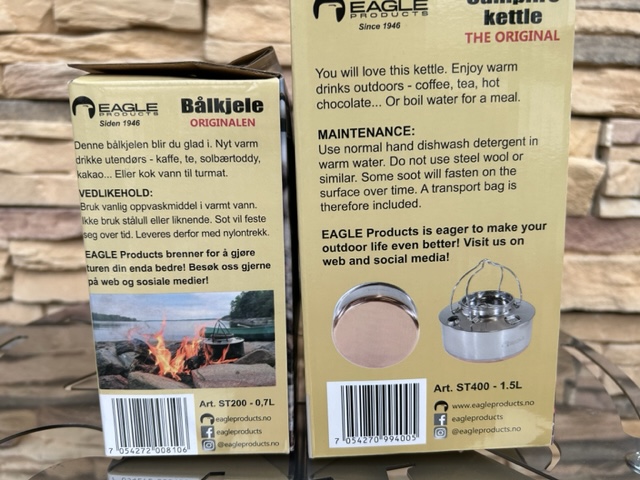 EAGLE
PRODUCTS
Siden 1946
Bålkjele
ORIGINALEN
Denne bålkjelen blir du glad i. Nyt varm
drikke utendørs - kaffe, te, solbærtoddy,
kakao... Eller kok vann til turmat.
VEDLIKEHOLD:
Bruk vanlig oppvaskmiddel i varmt vann.
Ikke bruk stålull eller liknende. Sot vil feste
seg over tid. Leveres derfor med nylontrekk.
EAGLE Products brenner for å gjøre
turen din enda bedre! Besøk oss gjerne
på web og sosiale medier!
Art. ST200 - 0,7L
eagleproducts.no
eagleproducts
@eagleproducts.no
7 054272 008106
EAGLE
PRODUCTS
Since 1946
kettle
THE ORIGINAL
You will love this kettle. Enjoy warm
drinks outdoors - coffee, tea, hot
chocolate... Or boil water for a meal.
MAINTENANCE:
Use normal hand dishwash detergent in
warm water. Do not use steel wool or
similar. Some soot will fasten on the
surface over time. A transport bag is
therefore included.
EAGLE Products is eager to make your
outdoor life even better! Visit us on
web and social media!
Art. ST400 - 1.5L
www.eagleproducts.no
eagleproducts.no
@eagleproducts.no
7 054270 994005